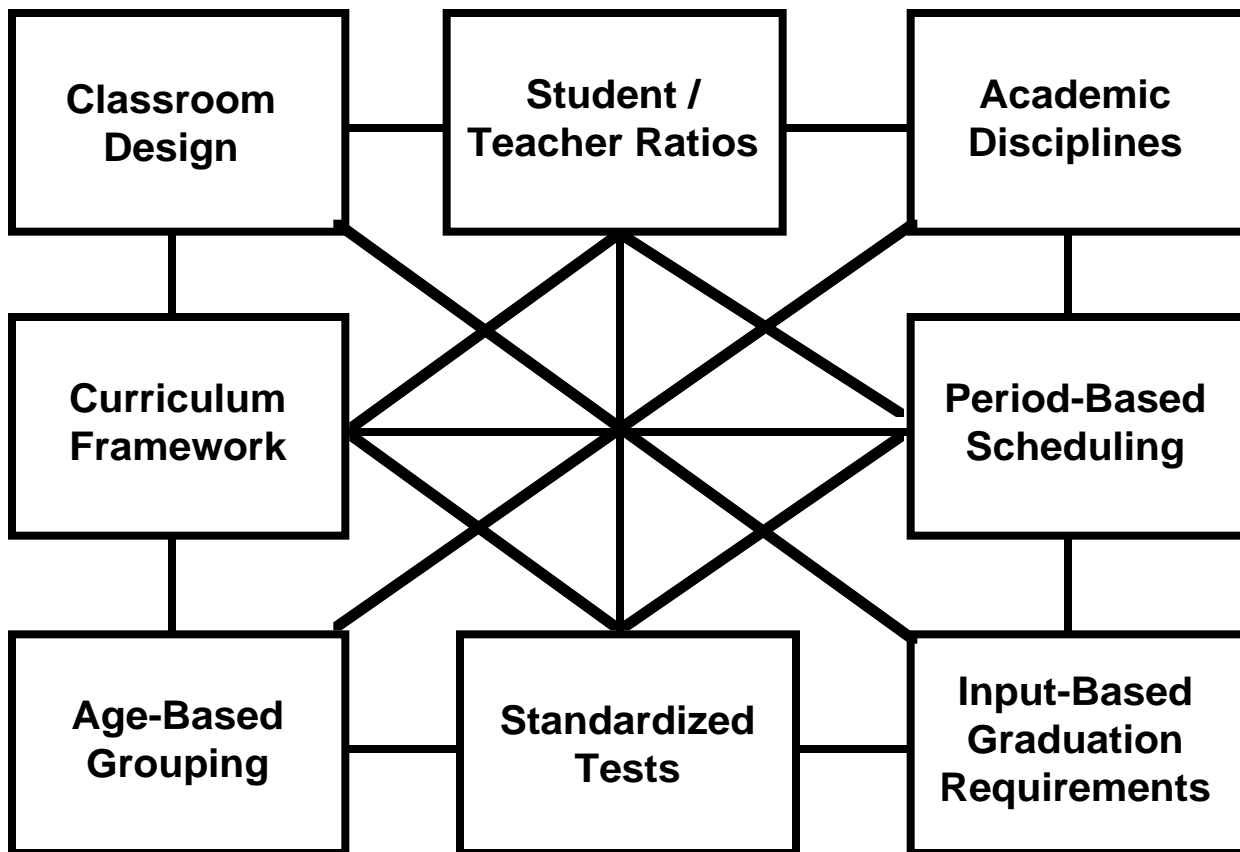 Classroom
Design
Student /
Teacher Ratios
Academic
Disciplines
Curriculum
Framework
Period-Based
Scheduling
Age-Based
Grouping
Standardized
Tests
Input-Based
Graduation
Requirements